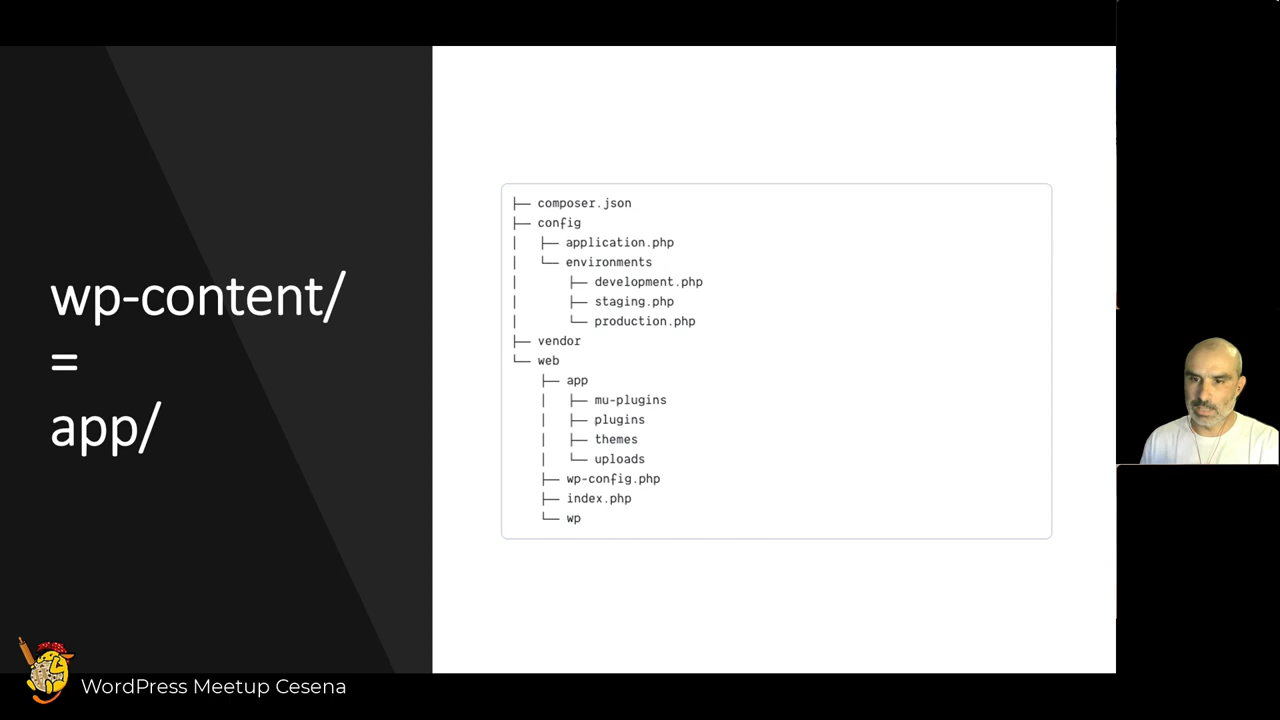 wp-content/
=
app/
├── composer.json
├── config
│   ├── application.php
│   └── environments
│       ├── development.php
│       ├── staging.php
│       └── production.php
├── vendor
└── web
    ├── app
    │   ├── mu-plugins
    │   ├── plugins
    │   ├── themes
    │   └── uploads
    ├── wp-config.php
    ├── index.php
    └── wp
WordPress Meetup Cesena